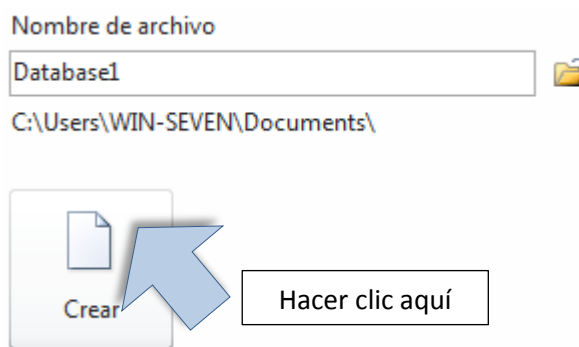 Nombre de archivo
Database1
C:\Users\WIN-SEVEN\Documents\
Crear
Hacer clic aquí